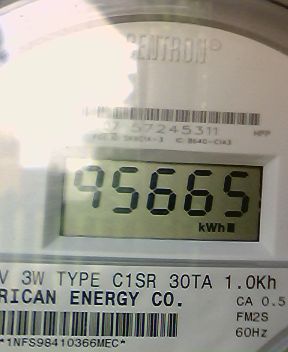 CENTRON®
57245311
95665
kWh
V 3W TYPE C1SR 30TA 1.0Kh
RICAN ENERGY CO.
CA 0.5
FM2S
60Hz
*1NFS98410366MEC*